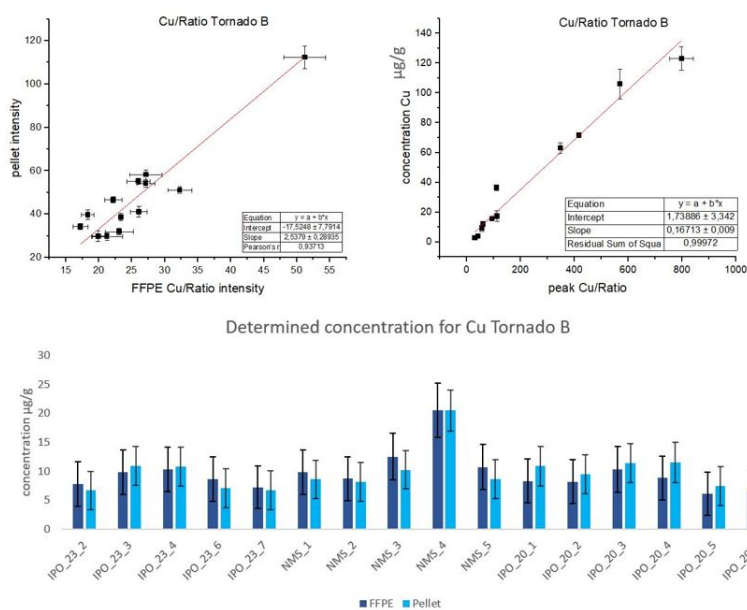 Cu/Ratio Tornado B
pellet intensity
120
100
80
60
40
20
15 20 25 30 35 40 45 50 55
FFPE Cu/Ratio intensity
Equation y = a + b*x
Intercept -17,5248 ± 7,7914
Slope 2,5379 ± 0,28935
Pearson's r 0,93713
Cu/Ratio Tornado B
µg/g
concentration Cu
140
120
100
80
60
40
20
0
0 200 400 600 800 1000
peak Cu/Ratio
Equation y = a + b*x
Intercept 1,73886 ± 3,342
Slope 0,16713 ± 0,009
Residual Sum of Squa 0,99972
Determined concentration for Cu Tornado B
concentration µg/g
30
25
20
15
10
5
0
IPO_23_2 IPO_23_3 IPO_23_4 IPO_23_6 IPO_23_7 NMS_1 NMS_2 NMS_3 NMS_4 NMS_5 IPO_20_1 IPO_20_2 IPO_20_3 IPO_20_4 IPO_20_5 IPO_20
FFPE Pellet